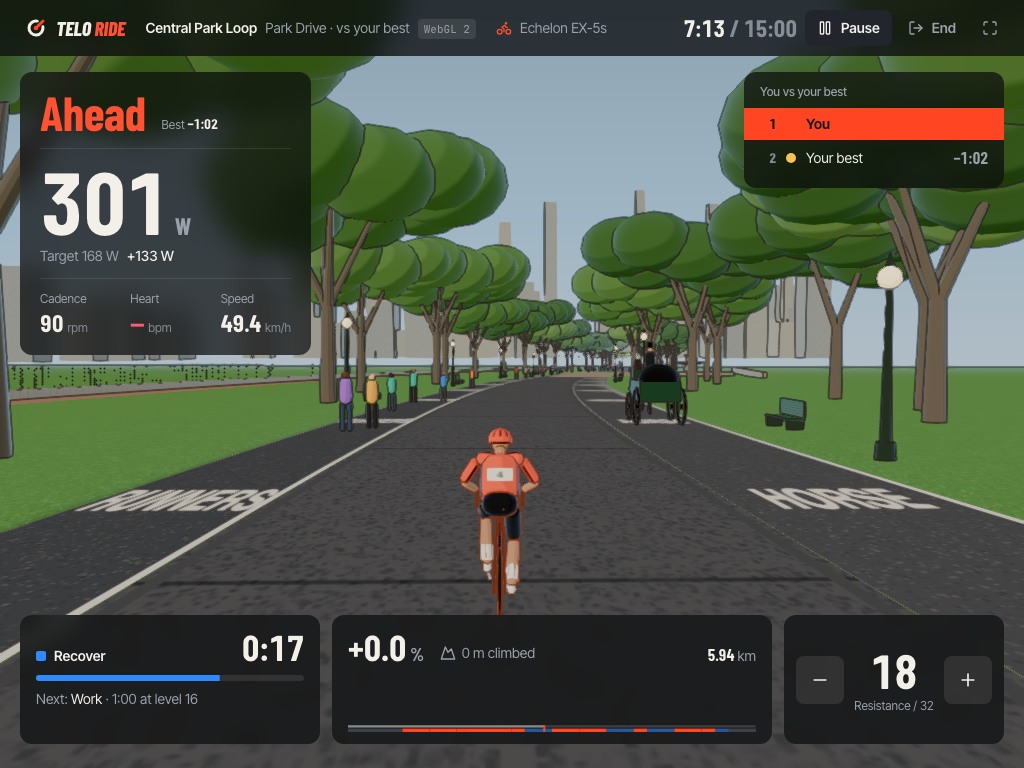 TELO RIDE
Central Park Loop Park Drive · vs your best WebGL 2
Echelon EX-5s
7:13 / 15:00
Pause
End
Ahead Best −1:02
301 W
Target 168 W +133 W
Cadence Heart Speed
90 rpm — bpm 49.4 km/h
You vs your best
1 You
2 Your best −1:02
RUNNERS
HORSE
4
Recover 0:17
Next: Work · 1:00 at level 16
+0.0 % 0 m climbed 5.94 km
− 18 +
Resistance / 32